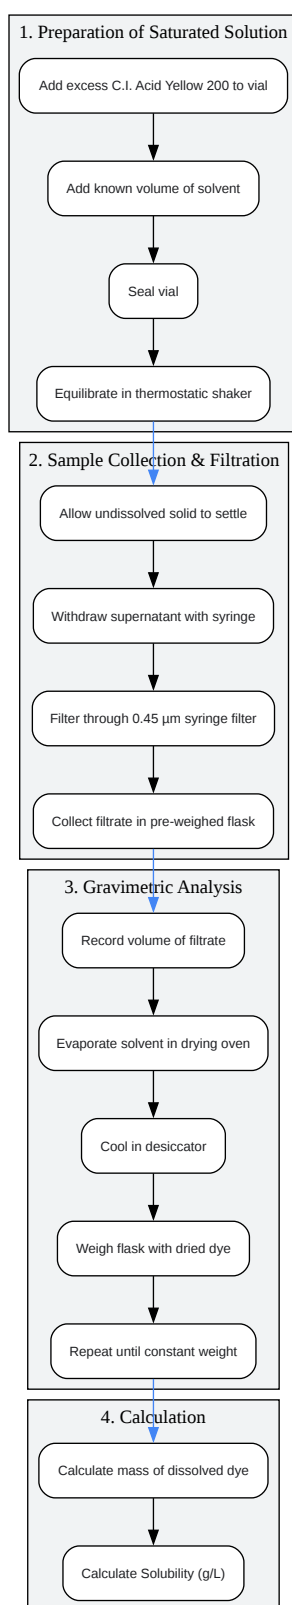 1. Preparation of Saturated Solution
Add excess C.I. Acid Yellow 200 to vial
Add known volume of solvent
Seal vial
Equilibrate in thermostatic shaker
2. Sample Collection & Filtration
Allow undissolved solid to settle
Withdraw supernatant with syringe
Filter through 0.45 µm syringe filter
Collect filtrate in pre-weighed flask
3. Gravimetric Analysis
Record volume of filtrate
Evaporate solvent in drying oven
Cool in desiccator
Weigh flask with dried dye
Repeat until constant weight
4. Calculation
Calculate mass of dissolved dye
Calculate Solubility (g/L)